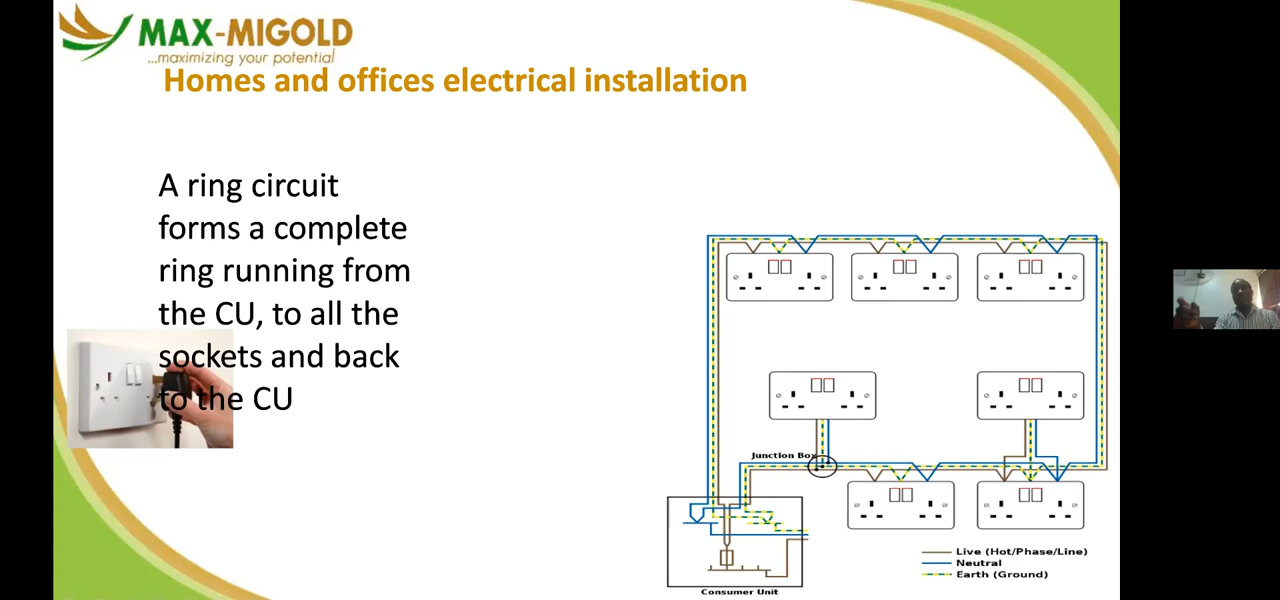 MAX-MIGOLD
...maximizing your potential
Homes and offices electrical installation
A ring circuit
forms a complete
ring running from
the CU, to all the
sockets and back
to the CU
Junction Box
Consumer Unit
Live (Hot/Phase/Line)
Neutral
Earth (Ground)